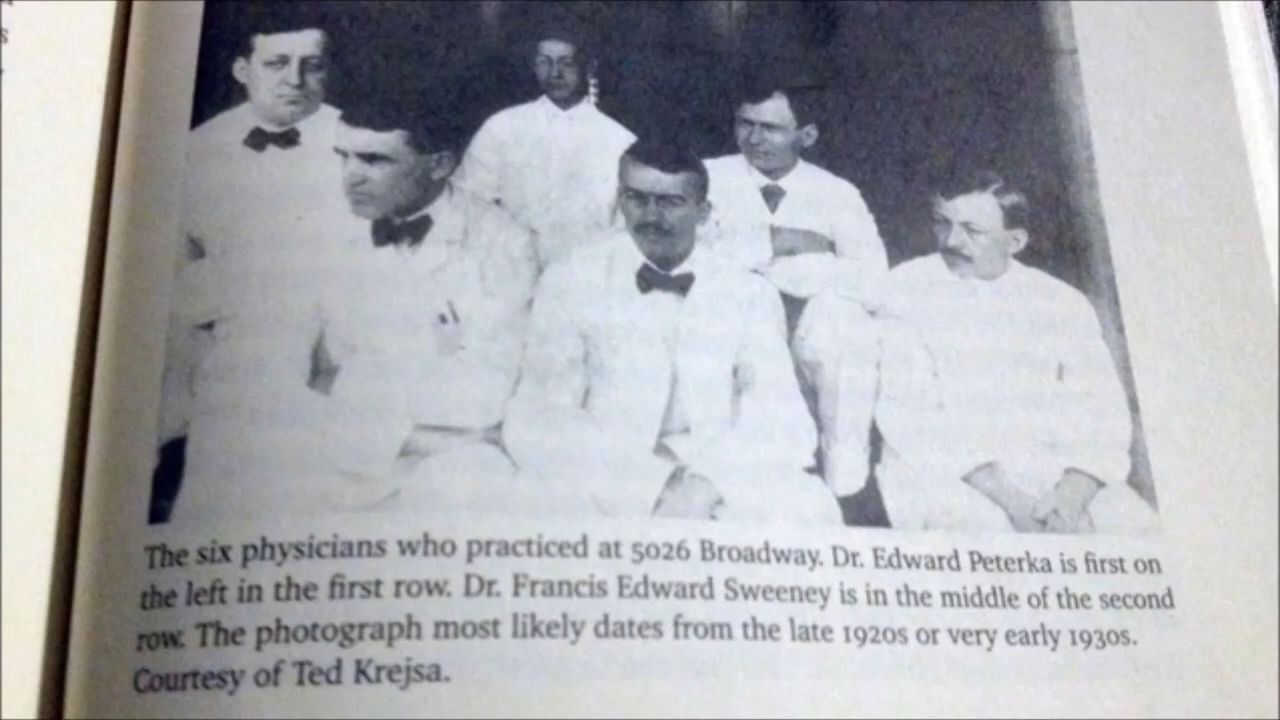 The six physicians who practiced at 5026 Broadway. Dr. Edward Peterka is first on
the left in the first row. Dr. Francis Edward Sweeney is in the middle of the second
row. The photograph most likely dates from the late 1920s or very early 1930s.
Courtesy of Ted Krejsa.